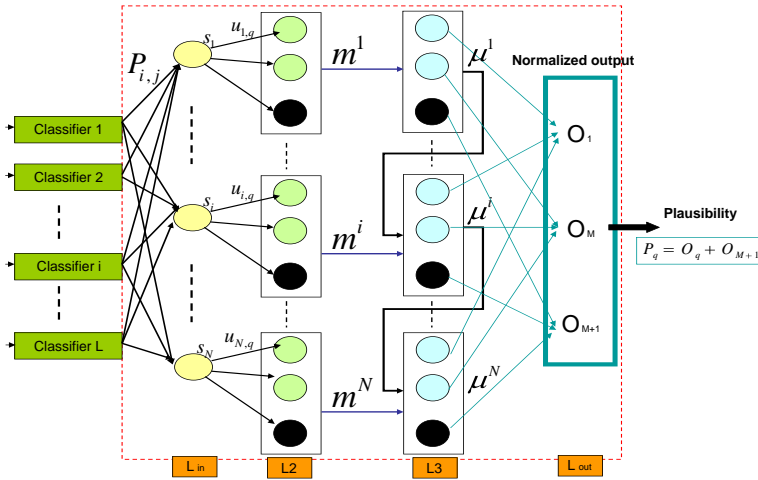 Classifier 1
Classifier 2
Classifier i
Classifier L
P_{i,j}
s_1
u_{1,q}
m^1
μ^1
s_i
u_{i,q}
m^i
μ^i
s_N
u_{N,q}
m^N
μ^N
Normalized output
O_1
O_M
O_{M+1}
Plausibility
P_q = O_q + O_{M+1}
L in
L2
L3
L out